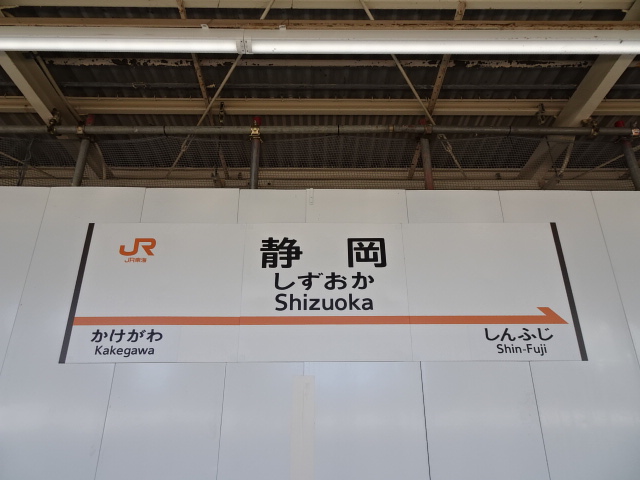 JR
JR東海
静岡
しずおか
Shizuoka
かけがわ
Kakegawa
しんふじ
Shin-Fuji